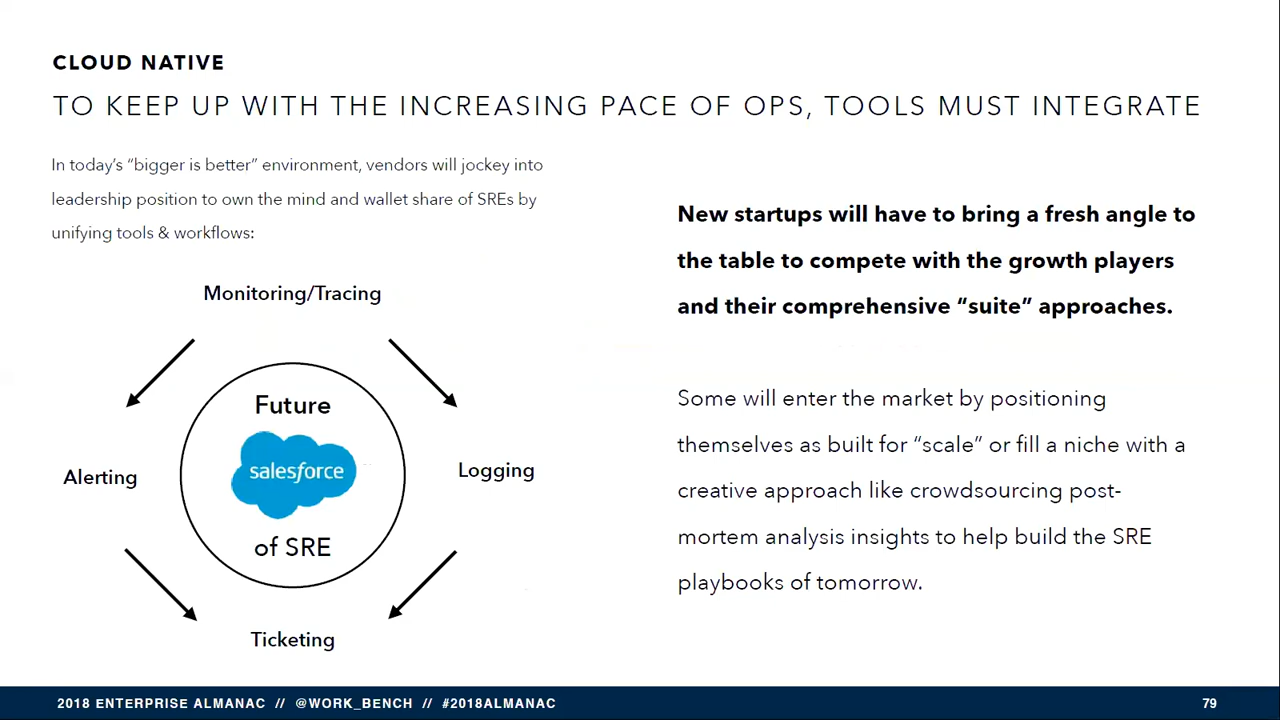 CLOUD NATIVE
TO KEEP UP WITH THE INCREASING PACE OF OPS, TOOLS MUST INTEGRATE
In today's “bigger is better” environment, vendors will jockey into
leadership position to own the mind and wallet share of SREs by
unifying tools & workflows:
Monitoring/Tracing
Future
salesforce
of SRE
Alerting
Logging
Ticketing
New startups will have to bring a fresh angle to
the table to compete with the growth players
and their comprehensive “suite” approaches.
Some will enter the market by positioning
themselves as built for “scale” or fill a niche with a
creative approach like crowdsourcing post-
mortem analysis insights to help build the SRE
playbooks of tomorrow.
2018 ENTERPRISE ALMANAC // @WORK_BENCH // #2018ALMANAC
79